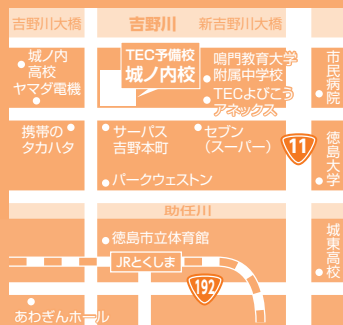 吉野川大橋
吉野川
新吉野川大橋
城ノ内
高校
ヤマダ電機
TEC予備校
城ノ内校
鳴門教育大学
附属中学校
TECよびこう
アネックス
市民病院
携帯の
タカハタ
サーパス
吉野本町
セブン
(スーパー)
11
徳島大学
パークウェストン
助任川
徳島市立体育館
JRとくしま
192
城東高校
あわぎんホール